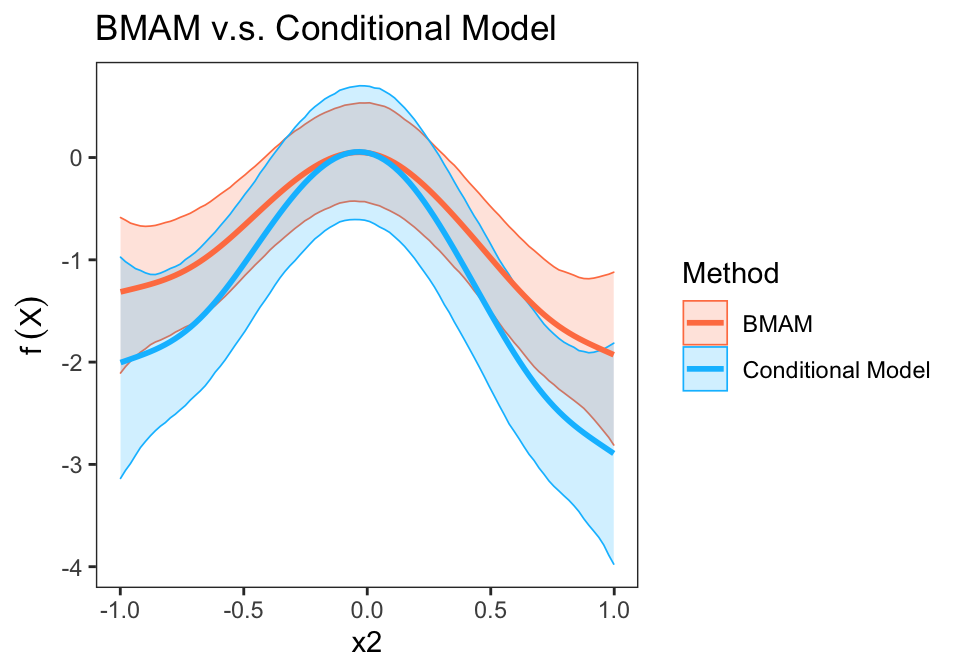 BMAM v.s. Conditional Model
f (X)
0
-1
-2
-3
-4
-1.0 -0.5 0.0 0.5 1.0
x2
Method
BMAM
Conditional Model